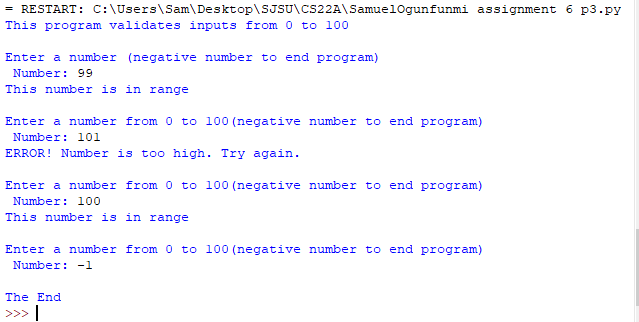 = RESTART: C:\Users\Sam\Desktop\SJSU\CS22A\SamuelOgunfunmi assignment 6 p3.py
This program validates inputs from 0 to 100
Enter a number (negative number to end program)
Number: 99
This number is in range
Enter a number from 0 to 100(negative number to end program)
Number: 101
ERROR! Number is too high. Try again.
Enter a number from 0 to 100(negative number to end program)
Number: 100
This number is in range
Enter a number from 0 to 100(negative number to end program)
Number: -1
The End
>>>